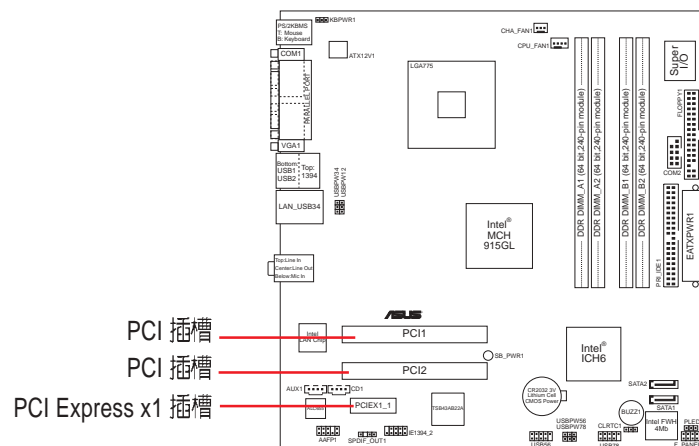 KBPWR1
PS/2KBMS
T: Mouse
B: Keyboard
CHA_FAN1
CPU_FAN1
ATX12V1
COM1
PARALLEL PORT
VGA1
LGA775
Super
I/O
FLOPPY1
DDR DIMM_A1 (64 bit,240-pin module)
DDR DIMM_A2 (64 bit,240-pin module)
DDR DIMM_B1 (64 bit,240-pin module)
DDR DIMM_B2 (64 bit,240-pin module)
COM2
Bottom:
USB1
USB2
Top:
1394
USBPW34
USBPW12
LAN_USB34
PRI_IDE1
EATXPWR1
Intel®
MCH
915GL
Top:Line In
Center:Line Out
Below:Mic In
ASUS
PCI 插槽
Intel
LAN Chip
PCI1
PCI 插槽
PCI2
SB_PWR1
Intel®
ICH6
PCI Express x1 插槽
AUX1
CD1
PCIEX1_1
TSB43AB22A
CR2032 3V
Lithium Cell
CMOS Power
SATA2
SATA1
BUZZ1
AAFP1
SPDIF_OUT1
IE1394_2
USB56
USBPW56
USBPW78
USB78
CLRTC1
Intel FWH
4Mb